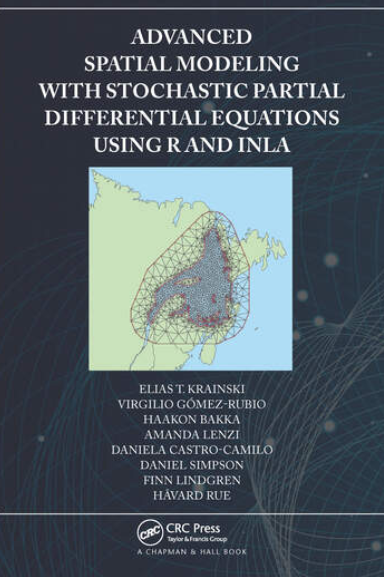 ADVANCED
SPATIAL MODELING
WITH STOCHASTIC PARTIAL
DIFFERENTIAL EQUATIONS
USING R AND INLA
ELIAS T. KRAINSKI
VIRGILIO GÓMEZ-RUBIO
HAAKON BAKKA
AMANDA LENZI
DANIELA CASTRO-CAMILO
DANIEL SIMPSON
FINN LINDGREN
HÅVARD RUE
CRC CRC Press
Taylor & Francis Group
A CHAPMAN & HALL BOOK